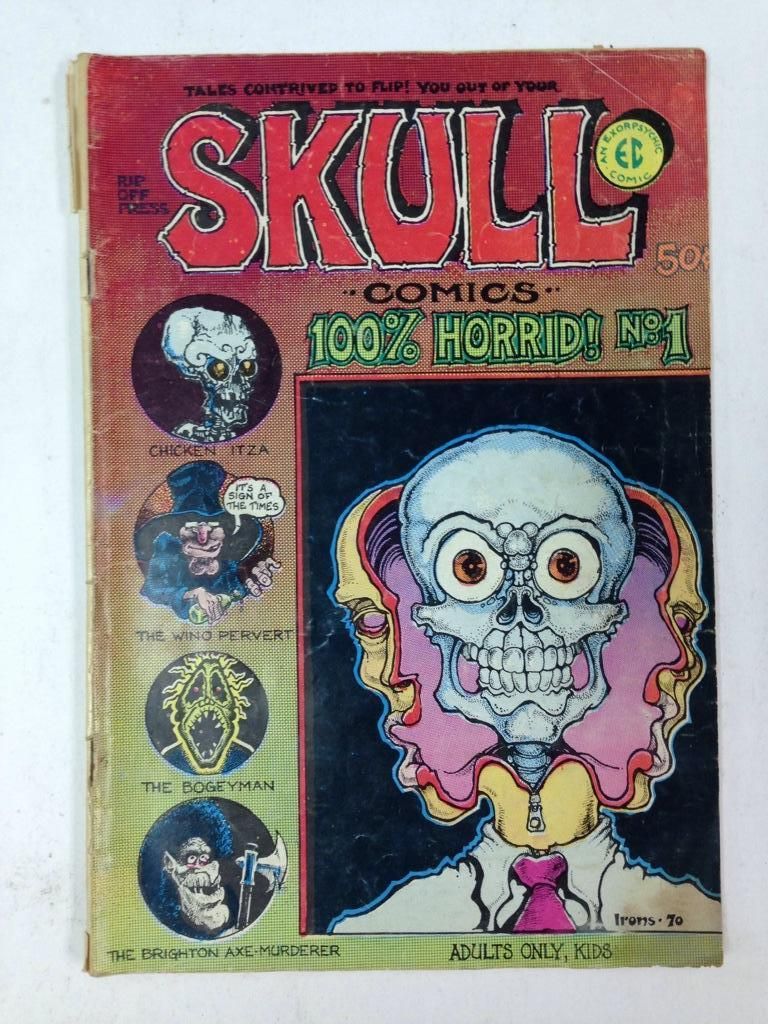 TALES CONTRIVED TO FLIP! YOU OUT OF YOUR
SKULL
AN EXORPSYCHIC
EC
COMIC
RIP
OFF
PRESS
50¢
··COMICS··
100% HORRID! Nº1
CHICKEN ITZA
IT'S A
SIGN OF
THE TIMES
THE WINO PERVERT
THE BOGEYMAN
THE BRIGHTON AXE-MURDERER
Irons · 70
ADULTS ONLY, KIDS